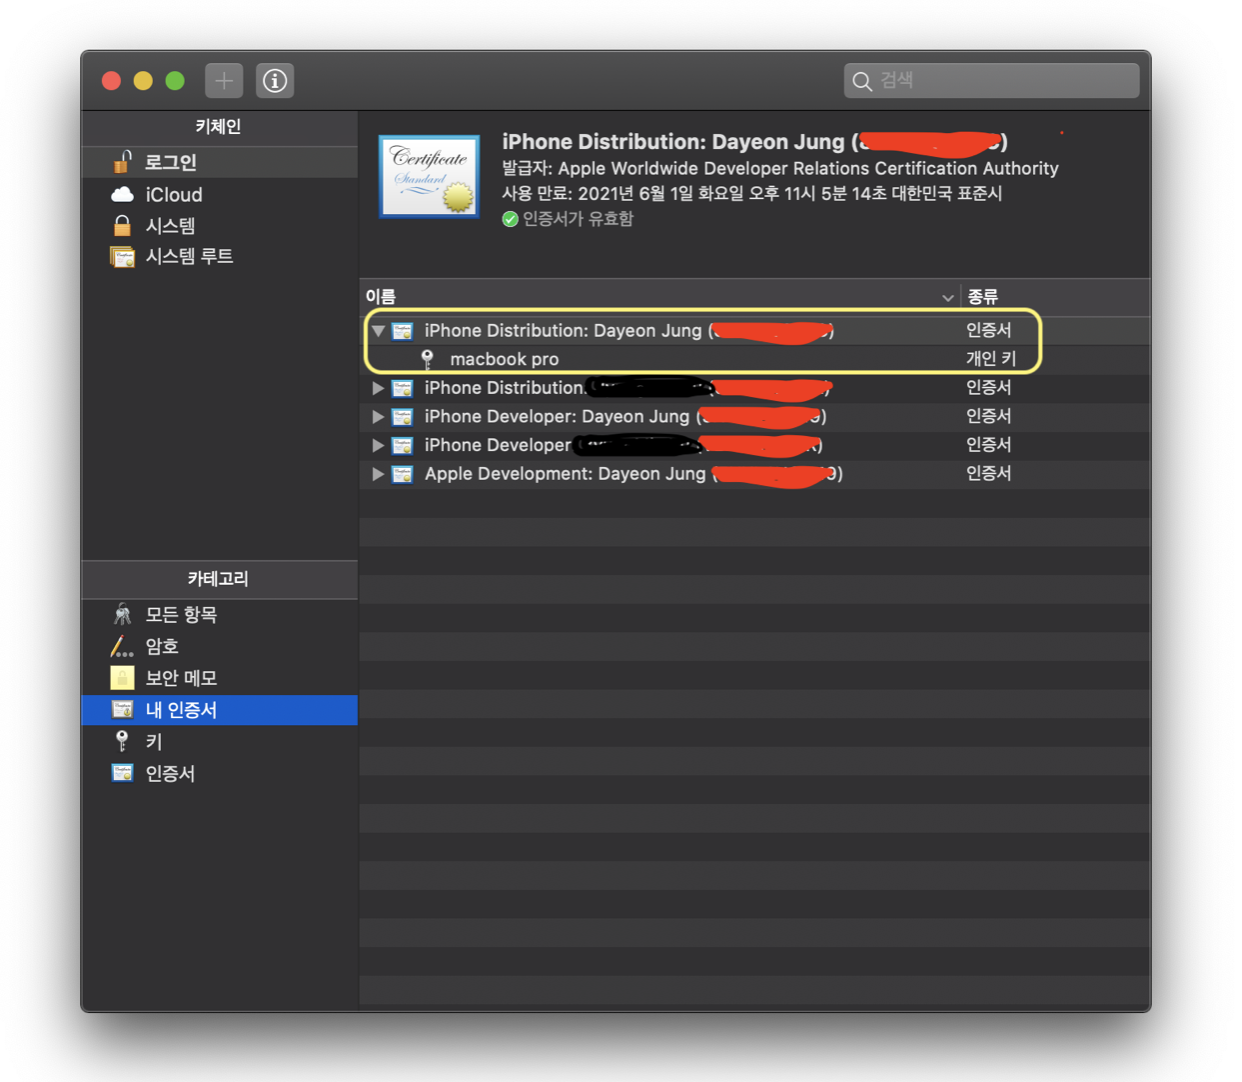 검색
키체인
로그인
iCloud
시스템
시스템 루트
Certificate
Standard
iPhone Distribution: Dayeon Jung (
발급자: Apple Worldwide Developer Relations Certification Authority
사용 만료: 2021년 6월 1일 화요일 오후 11시 5분 14초 대한민국 표준시
인증서가 유효함
이름 종류
iPhone Distribution: Dayeon Jung ( ) 인증서
macbook pro 개인 키
iPhone Distribution: 인증서
iPhone Developer: Dayeon Jung ( 9) 인증서
iPhone Developer ) 인증서
Apple Development: Dayeon Jung ( 9) 인증서
카테고리
모든 항목
암호
보안 메모
내 인증서
키
인증서